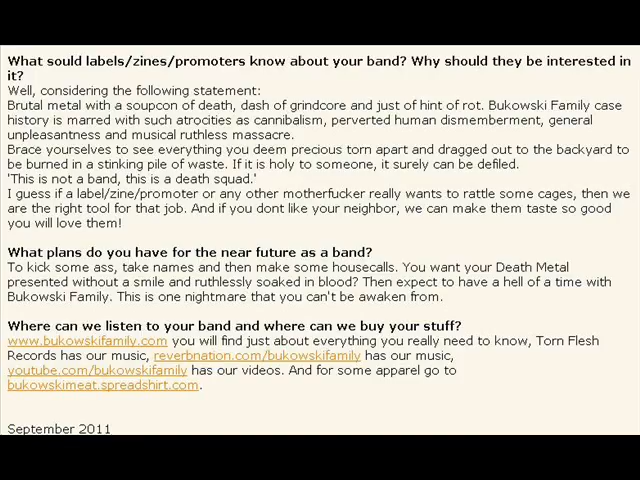 What sould labels/zines/promoters know about your band? Why should they be interested in
it?
Well, considering the following statement:
Brutal metal with a soupcon of death, dash of grindcore and just of hint of rot. Bukowski Family case
history is marred with such atrocities as cannibalism, perverted human dismemberment, general
unpleasantness and musical ruthless massacre.
Brace yourselves to see everything you deem precious torn apart and dragged out to the backyard to
be burned in a stinking pile of waste. If it is holy to someone, it surely can be defiled.
'This is not a band, this is a death squad.'
I guess if a label/zine/promoter or any other motherfucker really wants to rattle some cages, then we
are the right tool for that job. And if you dont like your neighbor, we can make them taste so good
you will love them!
What plans do you have for the near future as a band?
To kick some ass, take names and then make some housecalls. You want your Death Metal
presented without a smile and ruthlessly soaked in blood? Then expect to have a hell of a time with
Bukowski Family. This is one nightmare that you can't be awaken from.
Where can we listen to your band and where can we buy your stuff?
www.bukowskifamily.com you will find just about everything you really need to know, Torn Flesh
Records has our music, reverbnation.com/bukowskifamily has our music,
youtube.com/bukowskifamily has our videos. And for some apparel go to
bukowskimeat.spreadshirt.com.
September 2011